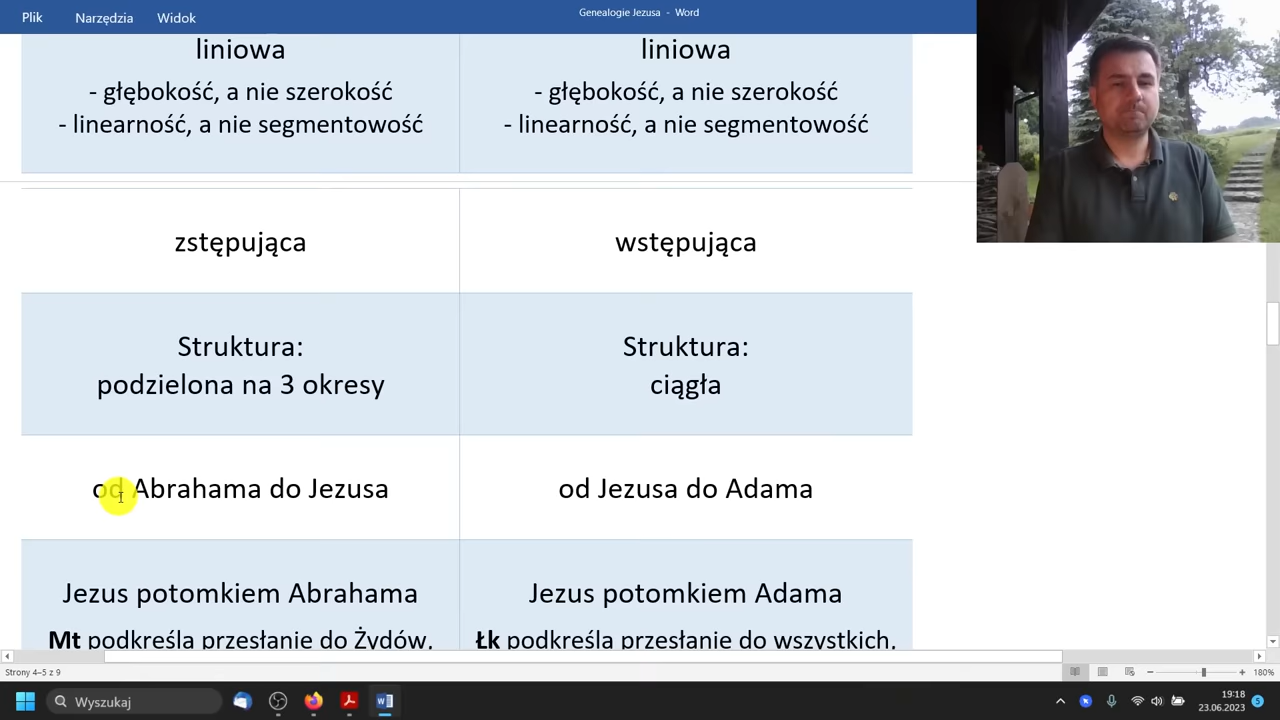 Plik Narzędzia Widok
Genealogie Jezusa - Word
liniowa
- głębokość, a nie szerokość
- linearność, a nie segmentowość
liniowa
- głębokość, a nie szerokość
- linearność, a nie segmentowość
zstępująca
wstępująca
Struktura:
podzielona na 3 okresy
Struktura:
ciągła
od Abrahama do Jezusa
od Jezusa do Adama
Jezus potomkiem Abrahama
Mt podkreśla przesłanie do Żydów,
Jezus potomkiem Adama
Łk podkreśla przesłanie do wszystkich,
Strony 4–5 z 9
180%
Wyszukaj
19:18
23.06.2023
5